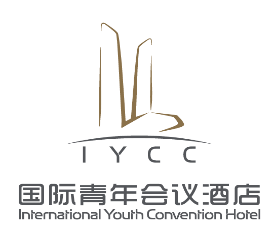 IYCC
国际青年会议酒店
International Youth Convention Hotel